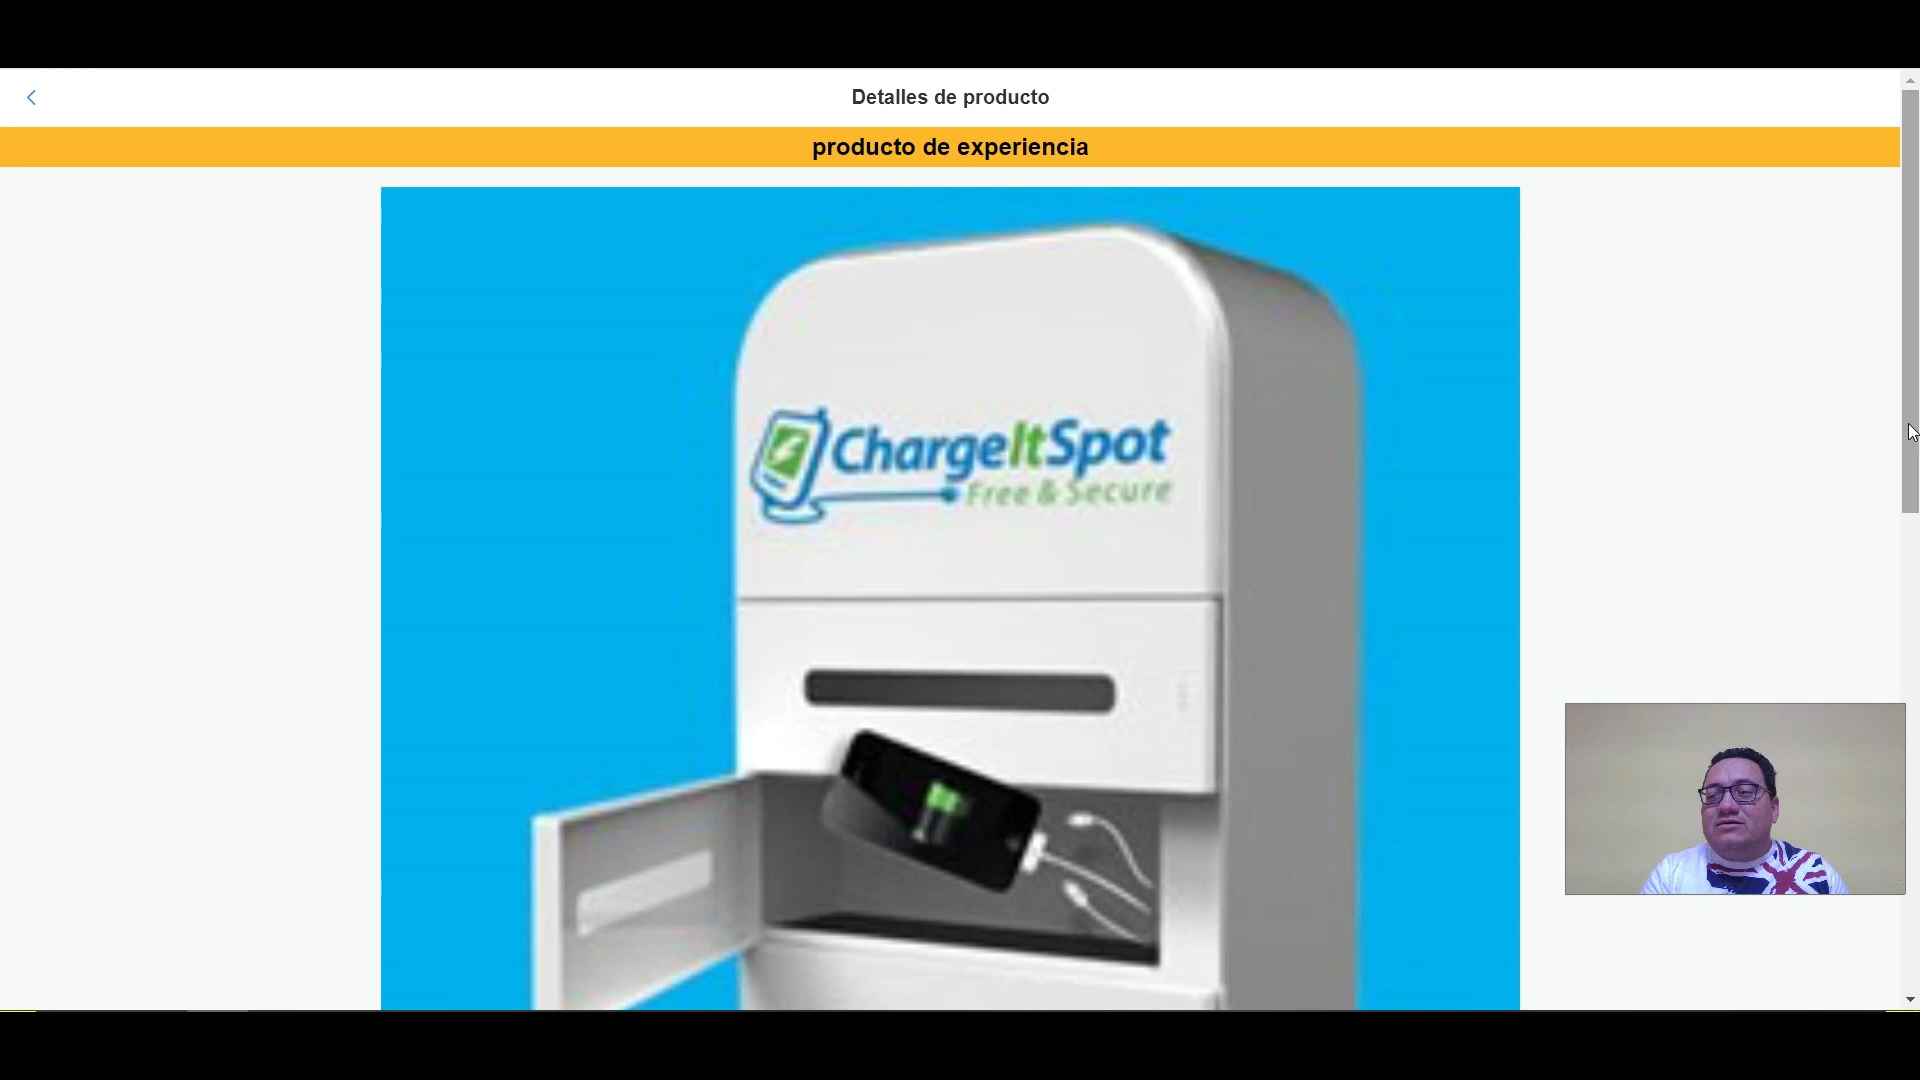 Detalles de producto
producto de experiencia
ChargeItSpot
Free & Secure